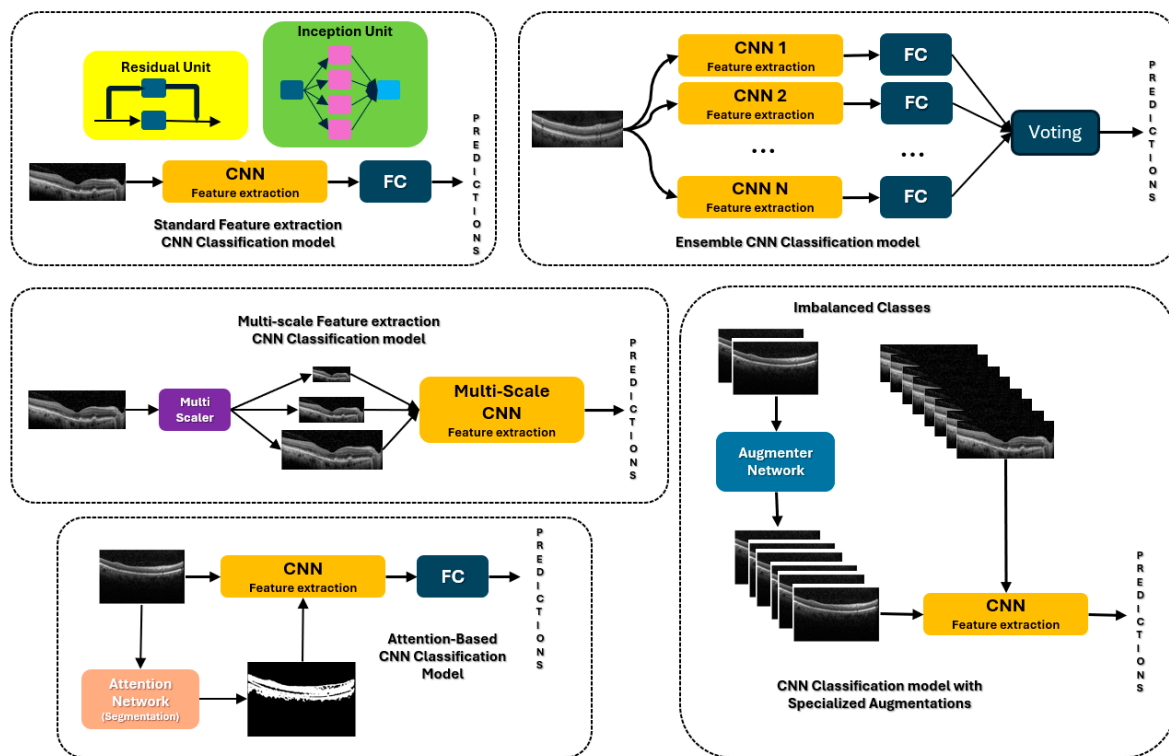 Residual Unit
Inception Unit
CNN
Feature extraction
FC
PREDICTIONS
Standard Feature extraction
CNN Classification model
CNN 1
Feature extraction
FC
CNN 2
Feature extraction
FC
...
...
CNN N
Feature extraction
FC
Voting
PREDICTIONS
Ensemble CNN Classification model
Multi-scale Feature extraction
CNN Classification model
Multi
Scaler
Multi-Scale
CNN
Feature extraction
PREDICTIONS
Imbalanced Classes
Augmenter
Network
CNN
Feature extraction
PREDICTIONS
CNN Classification model with
Specialized Augmentations
CNN
Feature extraction
FC
PREDICTIONS
Attention-Based
CNN Classification
Model
Attention
Network
(Segmentation)